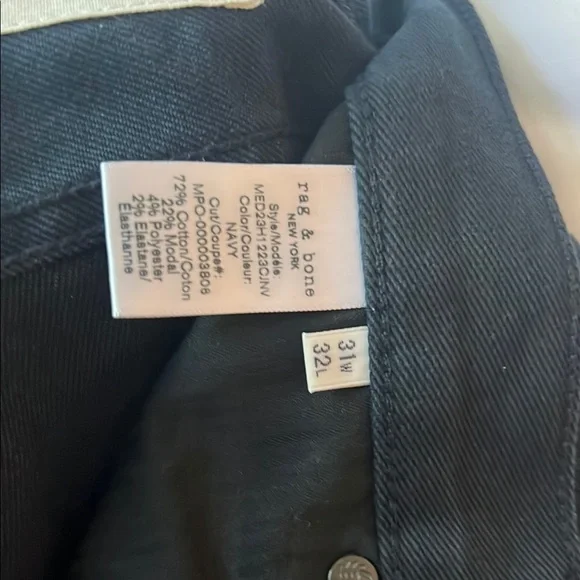 rag & bone
NEW YORK
Style/Modèle:
MED23H1223CJNV
Color/Couleur:
NAVY
Cut/Coupe#:
MPO-000003806
72% Cotton/Coton
22% Modal
4% Polyester
2% Elastane/
Elasthanne
31W
32L